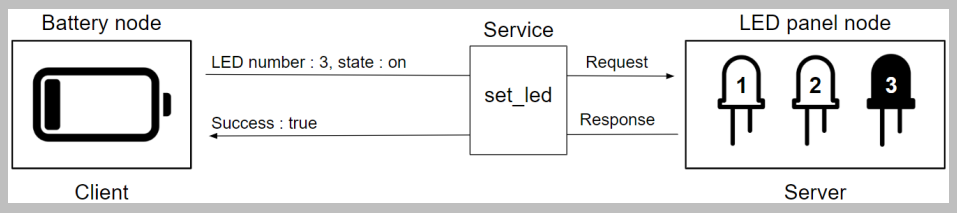 Battery node
Service
LED panel node
LED number : 3, state : on
Request
1
2
3
set_led
Success : true
Response
Client
Server